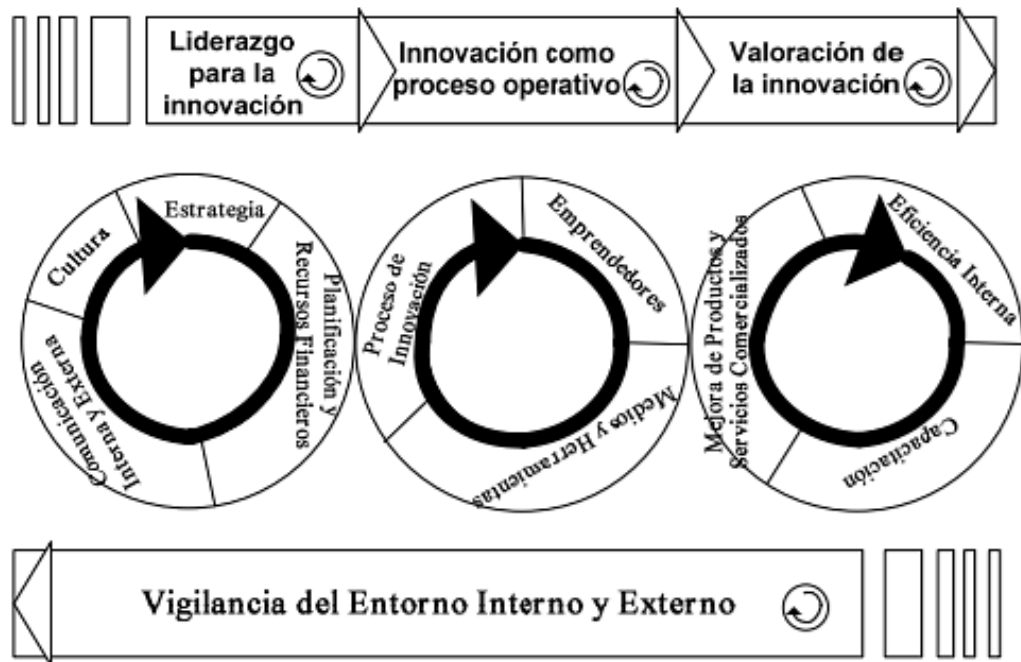 Liderazgo
para la
innovación
Innovación como
proceso operativo
Valoración de
la innovación
Cultura
Estrategia
Planificación y
Recursos Financieros
Comunicación
Interna y Externa
Proceso de
Innovación
Emprendedores
Medios y Herramientas
Mejora de Productos y
Servicios Comercializados
Eficiencia Interna
Capacitación
Vigilancia del Entorno Interno y Externo